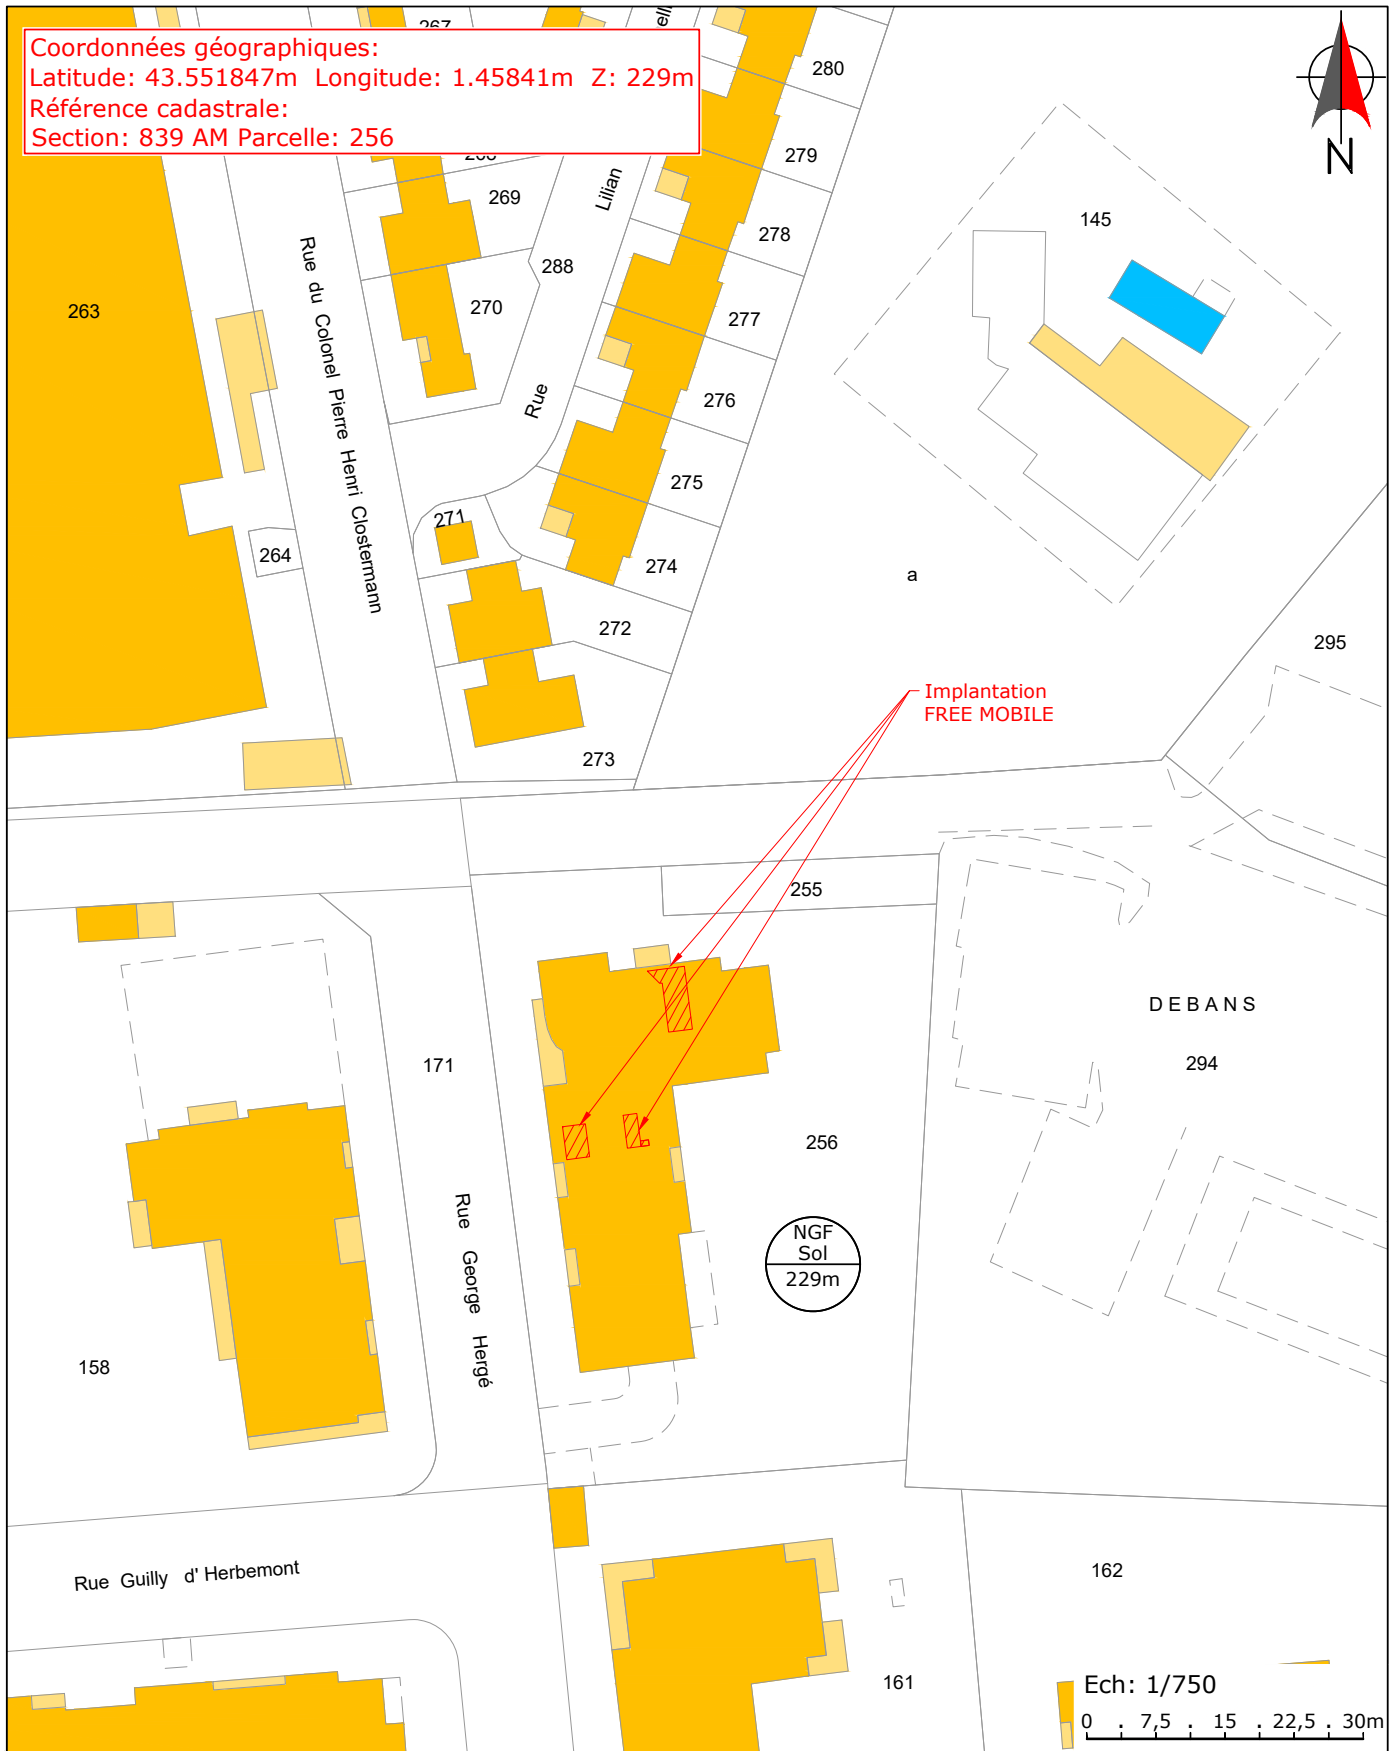 Coordonnées géographiques:
Latitude: 43.551847m Longitude: 1.45841m Z: 229m
Référence cadastrale:
Section: 839 AM Parcelle: 256
N
280
279
278
277
276
275
274
272
273
269
270
288
271
263
264
145
a
295
Rue du Colonel Pierre Henri Clostermann
Rue Lilian
Implantation
FREE MOBILE
255
DEBANS
294
171
256
NGF
Sol
229m
Rue George Hergé
158
Rue Guilly d' Herbemont
162
161
Ech: 1/750
0 . 7,5 . 15 . 22,5 . 30m